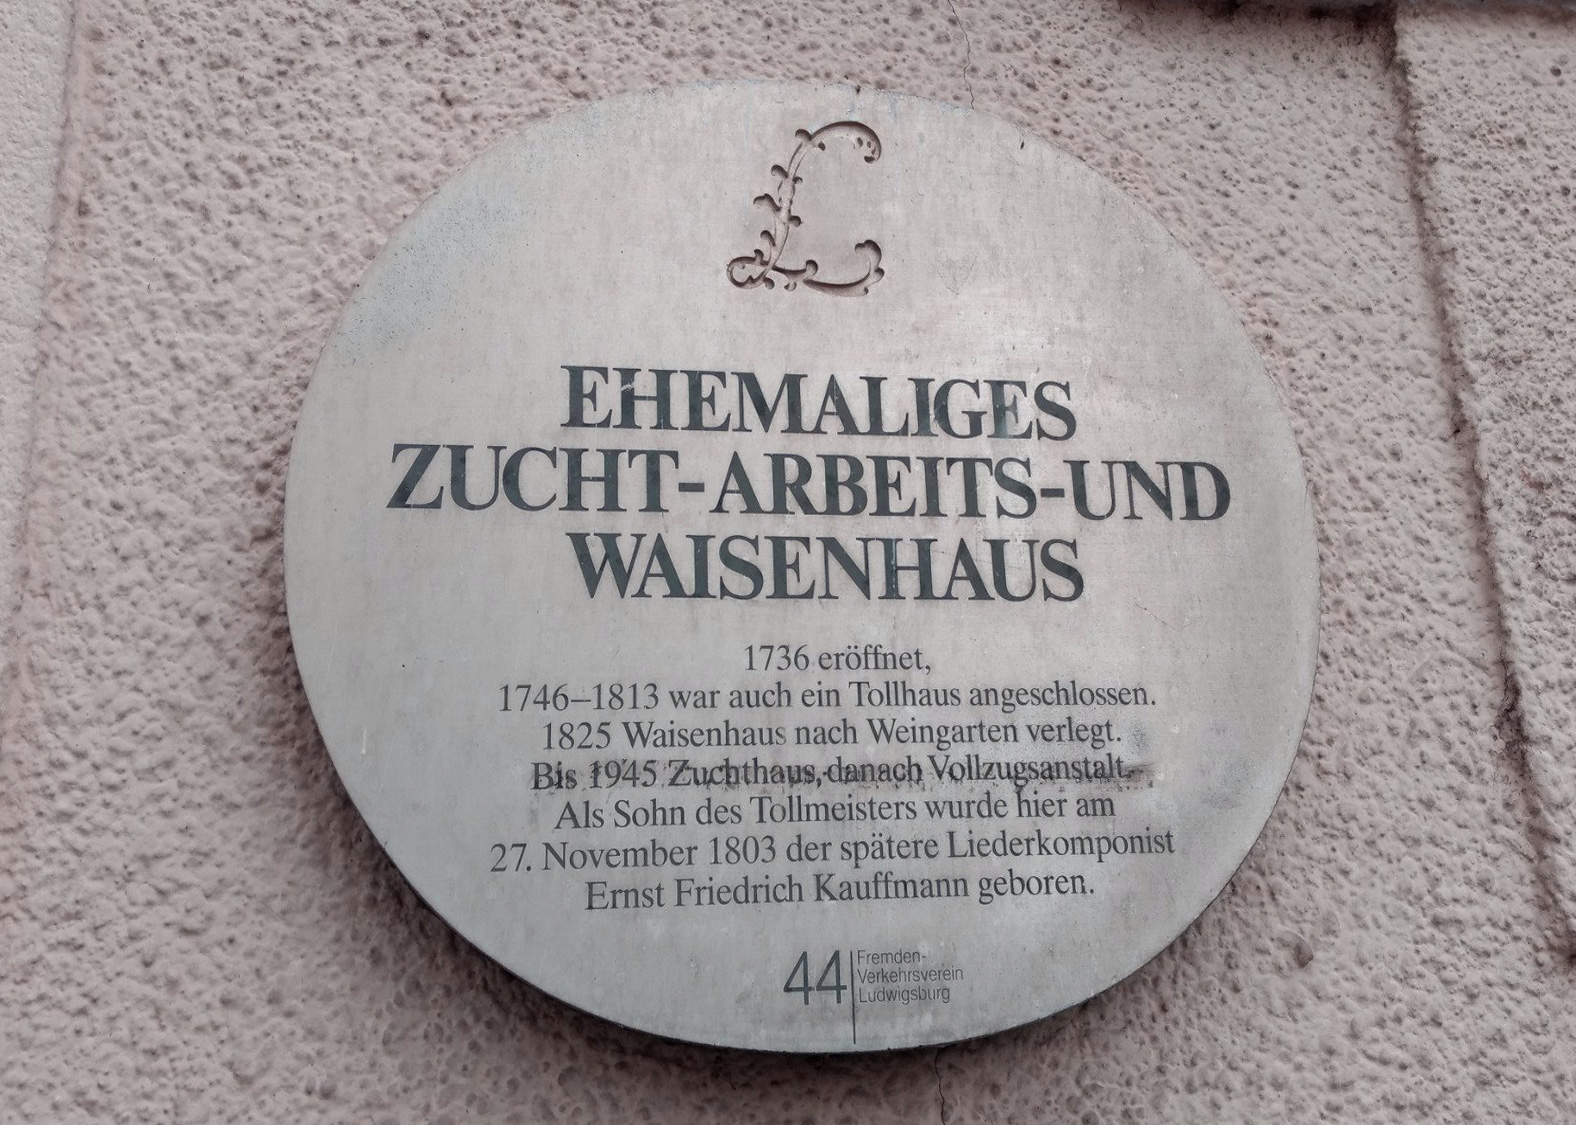 L
EHEMALIGES
ZUCHT-ARBEITS-UND
WAISENHAUS
1736 eröffnet,
1746–1813 war auch ein Tollhaus angeschlossen.
1825 Waisenhaus nach Weingarten verlegt.
Bis 1945 Zuchthaus, danach Vollzugsanstalt.
Als Sohn des Tollmeisters wurde hier am
27. November 1803 der spätere Liederkomponist
Ernst Friedrich Kauffmann geboren.
44
Fremden-
Verkehrsverein
Ludwigsburg